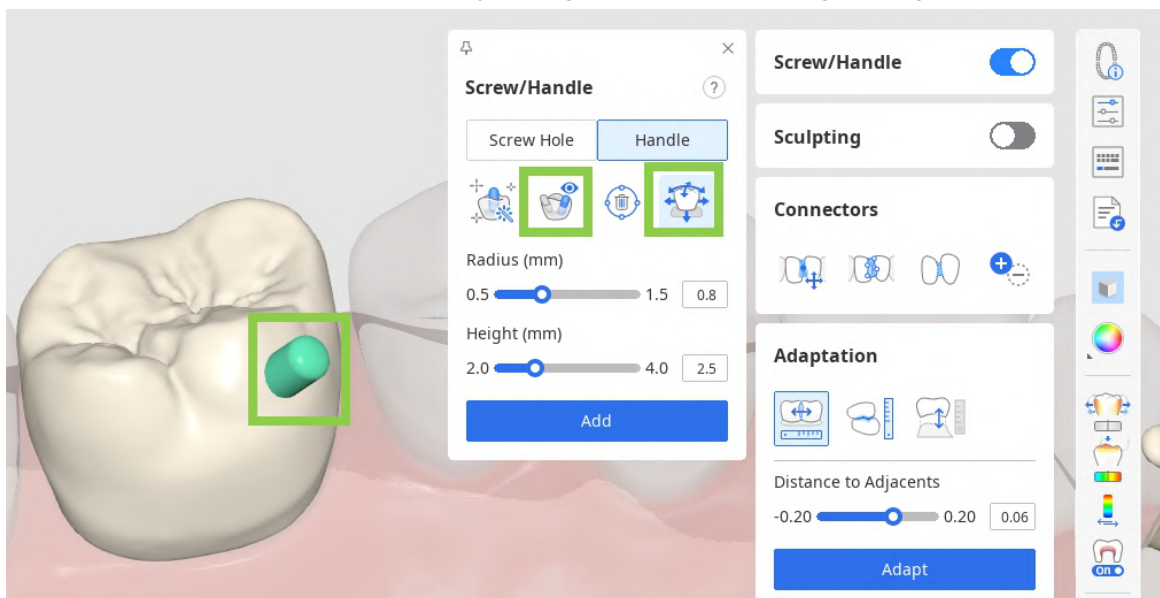 Screw/Handle
?
Screw Hole
Handle
Radius (mm)
0.5
1.5
0.8
Height (mm)
2.0
4.0
2.5
Add
Screw/Handle
Sculpting
Connectors
Adaptation
Distance to Adjacents
-0.20
0.20
0.06
Adapt
On